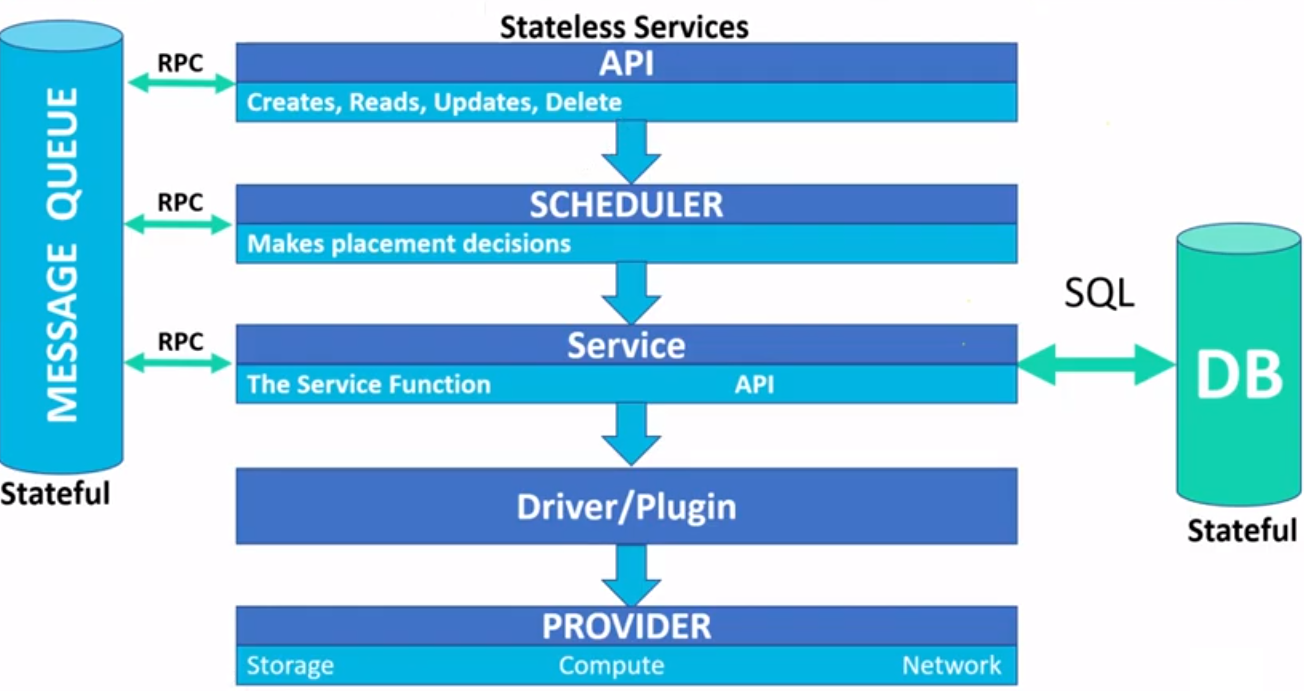 Stateless Services
MESSAGE QUEUE
RPC
API
Creates, Reads, Updates, Delete
RPC
SCHEDULER
Makes placement decisions
RPC
Service
The Service Function API
SQL
DB
Stateful
Stateful
Driver/Plugin
PROVIDER
Storage Compute Network